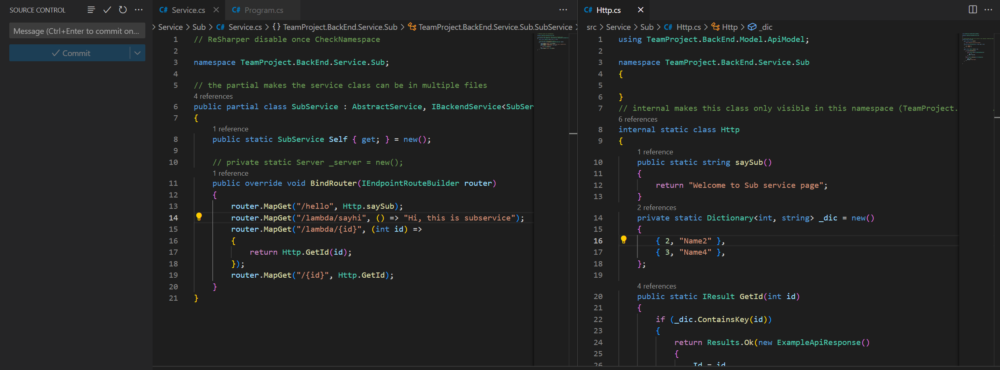 SOURCE CONTROL
Message (Ctrl+Enter to commit on...
Commit
C# Service.cs
C# Program.cs
Service > Sub > C# Service.cs > {} TeamProject.BackEnd.Service.Sub > TeamProject.BackEnd.Service.Sub.SubService
1 // ReSharper disable once CheckNamespace
2
3 namespace TeamProject.BackEnd.Service.Sub;
4
5 // the partial makes the service class can be in multiple files
4 references
6 public partial class SubService : AbstractService, IBackendService<SubSer
7 {
1 reference
8 public static SubService Self { get; } = new();
9
10 // private static Server _server = new();
1 reference
11 public override void BindRouter(IEndpointRouteBuilder router)
12 {
13 router.MapGet("/hello", Http.saySub);
14 router.MapGet("/lambda/sayhi", () => "Hi, this is subservice");
15 router.MapGet("/lambda/{id}", (int id) =>
16 {
17 return Http.GetId(id);
18 });
19 router.MapGet("/{id}", Http.GetId);
20 }
21 }
C# Http.cs
src > Service > Sub > C# Http.cs > Http > _dic
1 using TeamProject.BackEnd.Model.ApiModel;
2
3 namespace TeamProject.BackEnd.Service.Sub
4 {
5
6 }
7 // internal makes this class only visible in this namespace (TeamProject.
6 references
8 internal static class Http
9 {
1 reference
10 public static string saySub()
11 {
12 return "Welcome to Sub service page";
13 }
2 references
14 private static Dictionary<int, string> _dic = new()
15 {
16 { 2, "Name2" },
17 { 3, "Name4" },
18 };
19
4 references
20 public static IResult GetId(int id)
21 {
22 if (_dic.ContainsKey(id))
23 {
24 return Results.Ok(new ExampleApiResponse()
25 {
26 Id = id